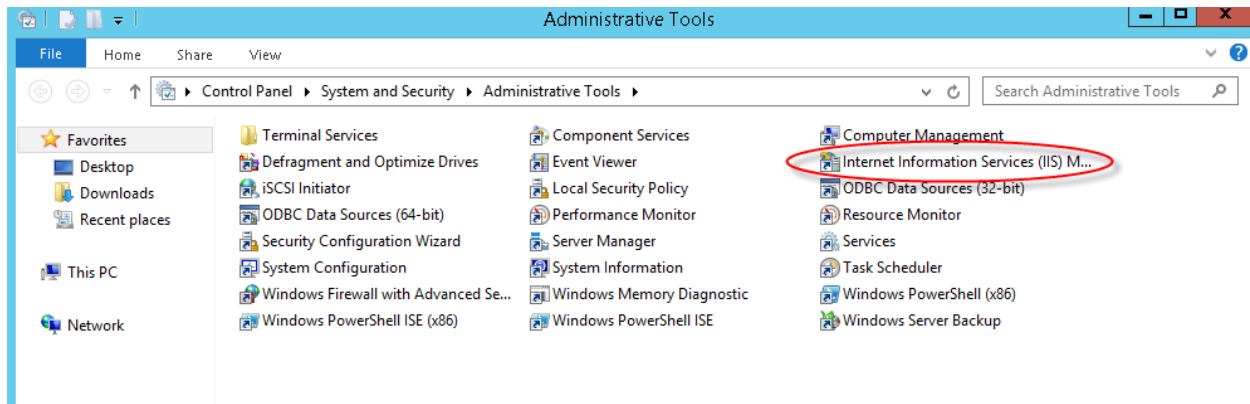 Administrative Tools
File Home Share View
Control Panel System and Security Administrative Tools Search Administrative Tools
Favorites
Desktop
Downloads
Recent places
This PC
Network
Terminal Services Component Services Computer Management
Defragment and Optimize Drives Event Viewer Internet Information Services (IIS) M...
iSCSI Initiator Local Security Policy ODBC Data Sources (32-bit)
ODBC Data Sources (64-bit) Performance Monitor Resource Monitor
Security Configuration Wizard Server Manager Services
System Configuration System Information Task Scheduler
Windows Firewall with Advanced Se... Windows Memory Diagnostic Windows PowerShell (x86)
Windows PowerShell ISE (x86) Windows PowerShell ISE Windows Server Backup